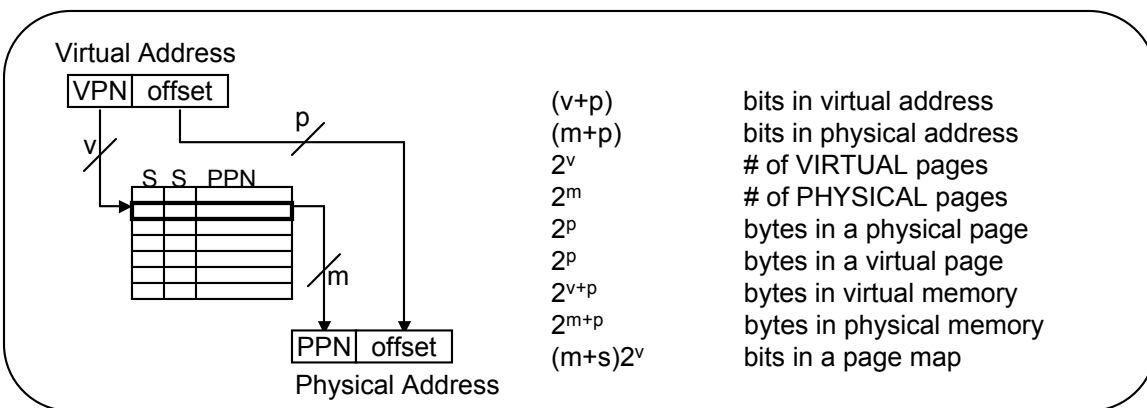 Virtual Address
VPN offset
v
p
S S PPN
m
PPN offset
Physical Address
(v+p) bits in virtual address
(m+p) bits in physical address
2ᵛ # of VIRTUAL pages
2ᵐ # of PHYSICAL pages
2ᵖ bytes in a physical page
2ᵖ bytes in a virtual page
2ᵛ⁺ᵖ bytes in virtual memory
2ᵐ⁺ᵖ bytes in physical memory
(m+s)2ᵛ bits in a page map